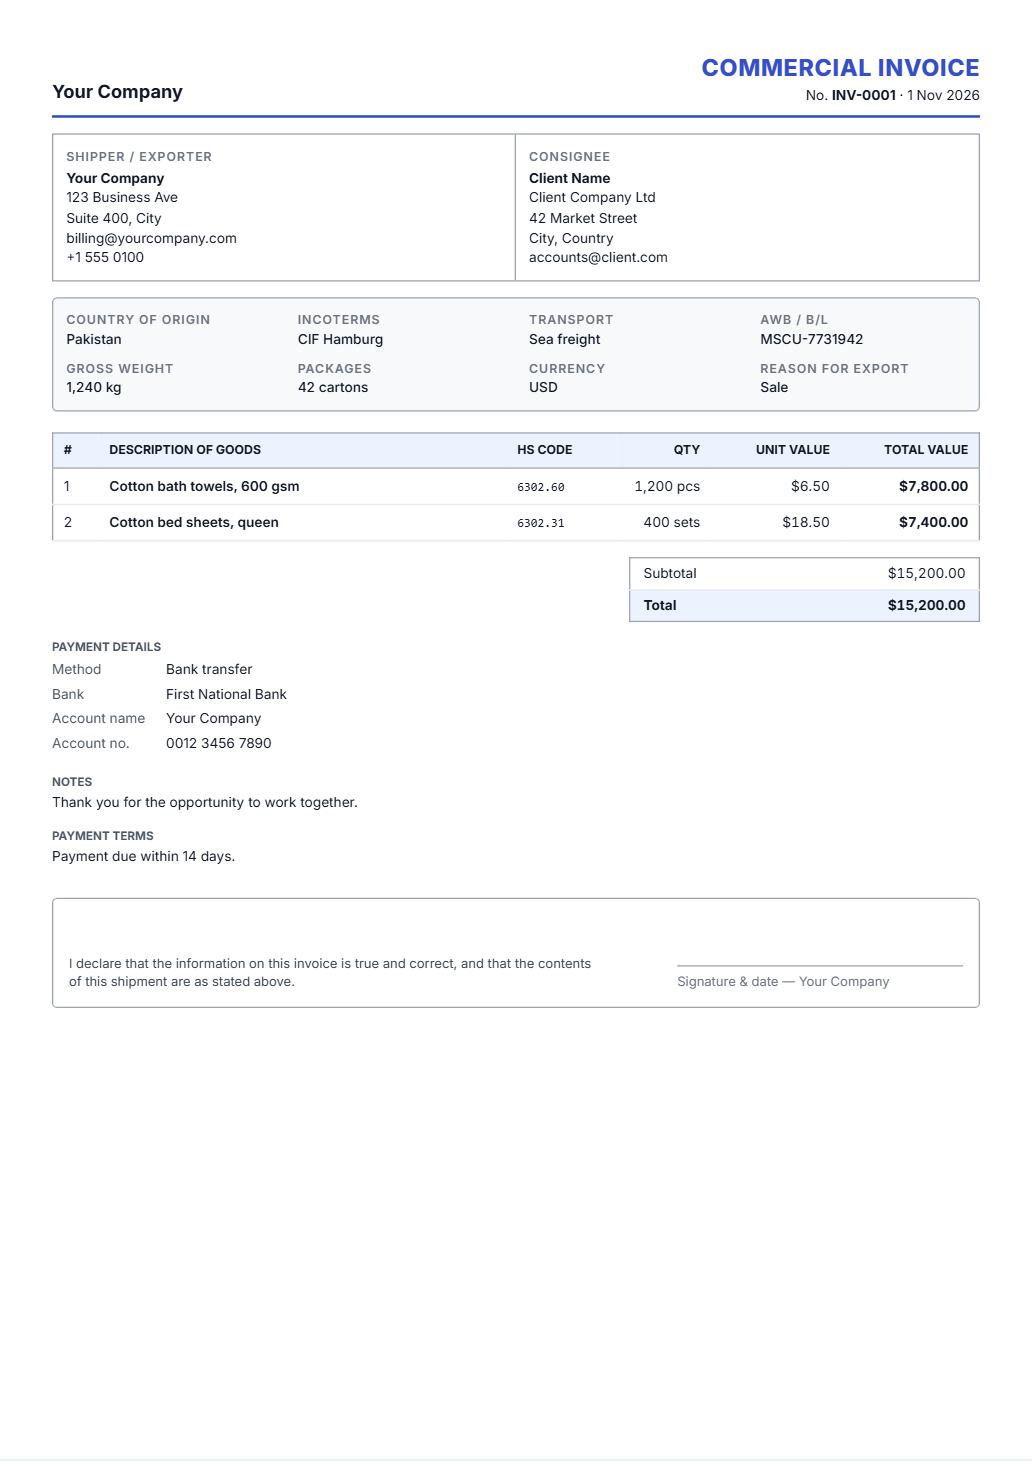 COMMERCIAL INVOICE
Your Company
No. INV-0001 · 1 Nov 2026
SHIPPER / EXPORTER
Your Company
123 Business Ave
Suite 400, City
billing@yourcompany.com
+1 555 0100
CONSIGNEE
Client Name
Client Company Ltd
42 Market Street
City, Country
accounts@client.com
COUNTRY OF ORIGIN INCOTERMS TRANSPORT AWB / B/L
Pakistan CIF Hamburg Sea freight MSCU-7731942
GROSS WEIGHT PACKAGES CURRENCY REASON FOR EXPORT
1,240 kg 42 cartons USD Sale
# DESCRIPTION OF GOODS HS CODE QTY UNIT VALUE TOTAL VALUE
1 Cotton bath towels, 600 gsm 6302.60 1,200 pcs $6.50 $7,800.00
2 Cotton bed sheets, queen 6302.31 400 sets $18.50 $7,400.00
Subtotal $15,200.00
Total $15,200.00
PAYMENT DETAILS
Method Bank transfer
Bank First National Bank
Account name Your Company
Account no. 0012 3456 7890
NOTES
Thank you for the opportunity to work together.
PAYMENT TERMS
Payment due within 14 days.
I declare that the information on this invoice is true and correct, and that the contents
of this shipment are as stated above.
Signature & date — Your Company